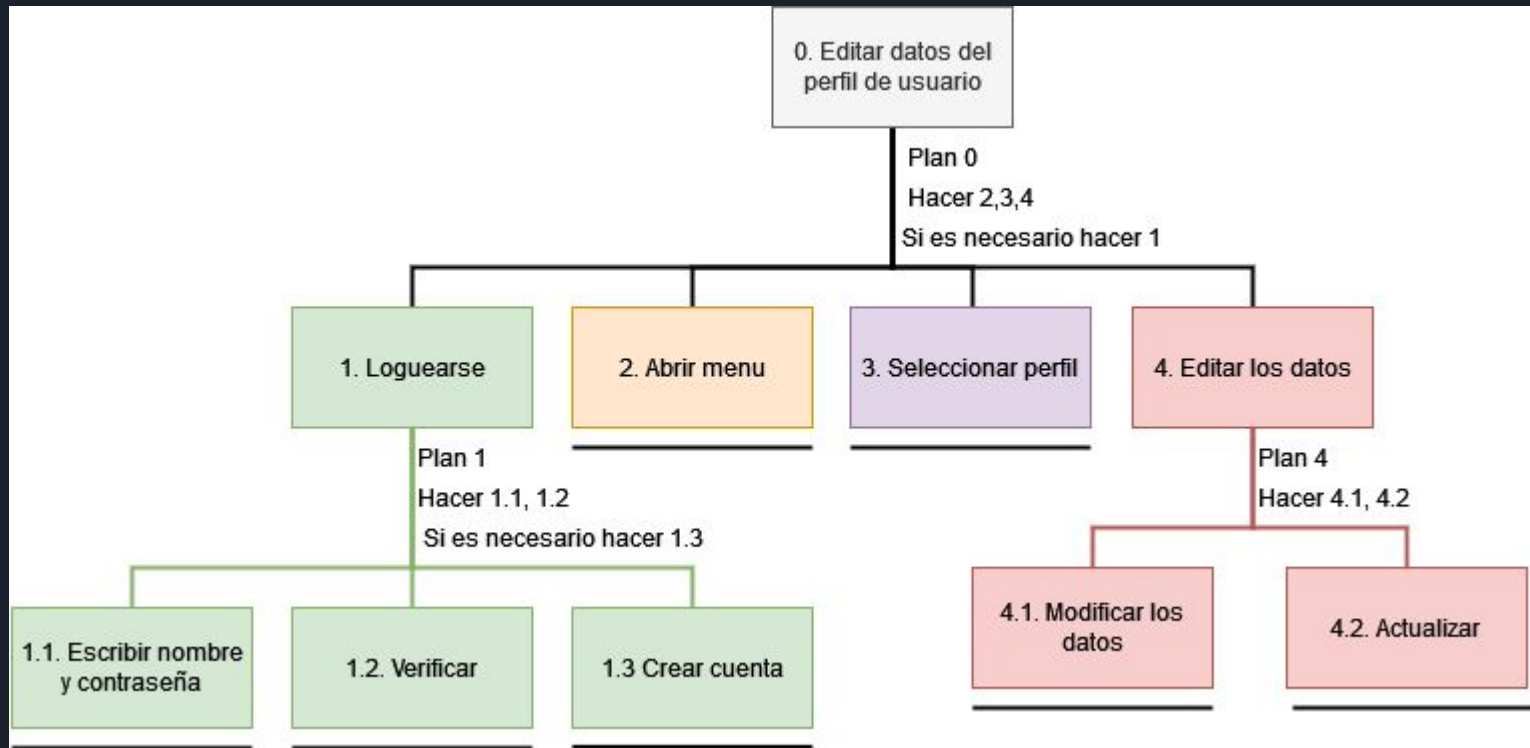 0. Editar datos del
perfil de usuario
Plan 0
Hacer 2,3,4
Si es necesario hacer 1
1. Loguearse
2. Abrir menu
3. Seleccionar perfil
4. Editar los datos
Plan 1
Hacer 1.1, 1.2
Si es necesario hacer 1.3
Plan 4
Hacer 4.1, 4.2
1.1. Escribir nombre
y contraseña
1.2. Verificar
1.3 Crear cuenta
4.1. Modificar los
datos
4.2. Actualizar